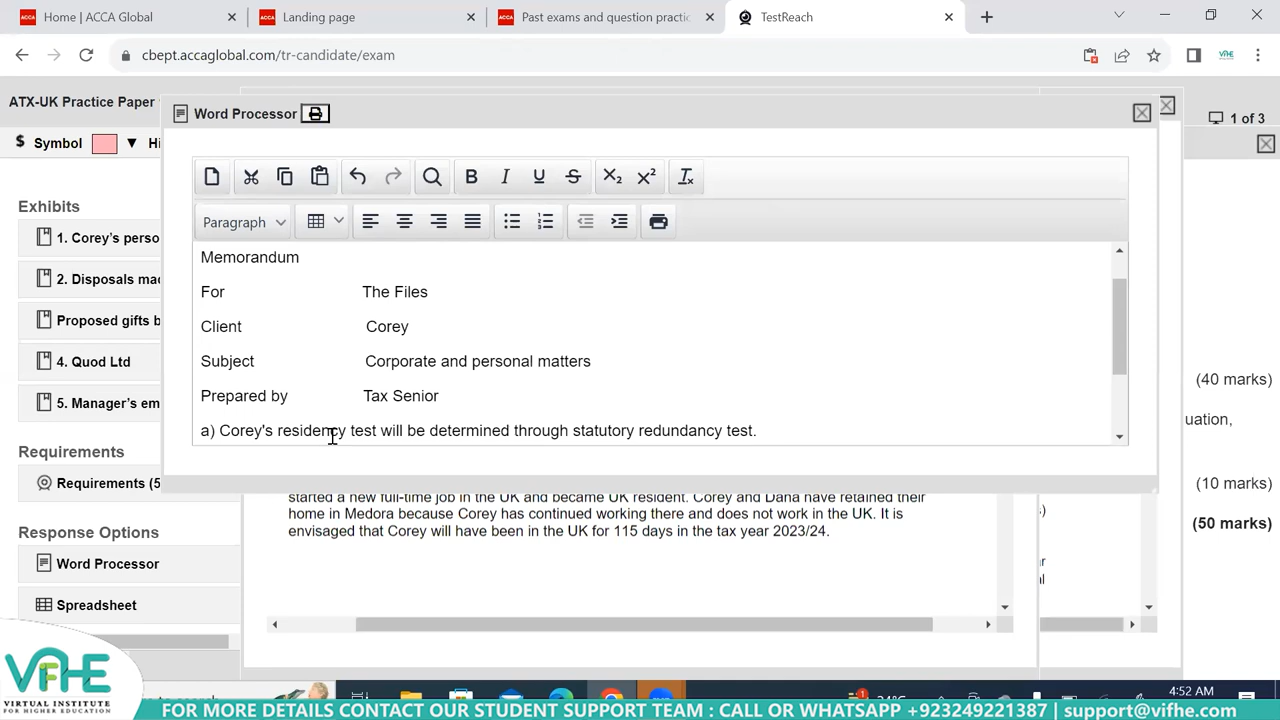 Home | ACCA Global
Landing page
Past exams and question practic
TestReach
cbept.accaglobal.com/tr-candidate/exam
ATX-UK Practice Paper
1 of 3
$ Symbol
Hi
Word Processor
Paragraph
Memorandum
For The Files
Client Corey
Subject Corporate and personal matters
Prepared by Tax Senior
a) Corey's residency test will be determined through statutory redundancy test.
Exhibits
1. Corey's perso
2. Disposals mad
Proposed gifts b
4. Quod Ltd
5. Manager's em
Requirements
Requirements (5
Response Options
Word Processor
Spreadsheet
(40 marks)
uation,
(10 marks)
(50 marks)
started a new full-time job in the UK and became UK resident. Corey and Dana have retained their
home in Medora because Corey has continued working there and does not work in the UK. It is
envisaged that Corey will have been in the UK for 115 days in the tax year 2023/24.
4:52 AM
VIFHE
VIRTUAL INSTITUTE
FOR HIGHER EDUCATION
FOR MORE DETAILS CONTACT OUR STUDENT SUPPORT TEAM : CALL OR WHATSAPP +923249221387 | support@vifhe.com